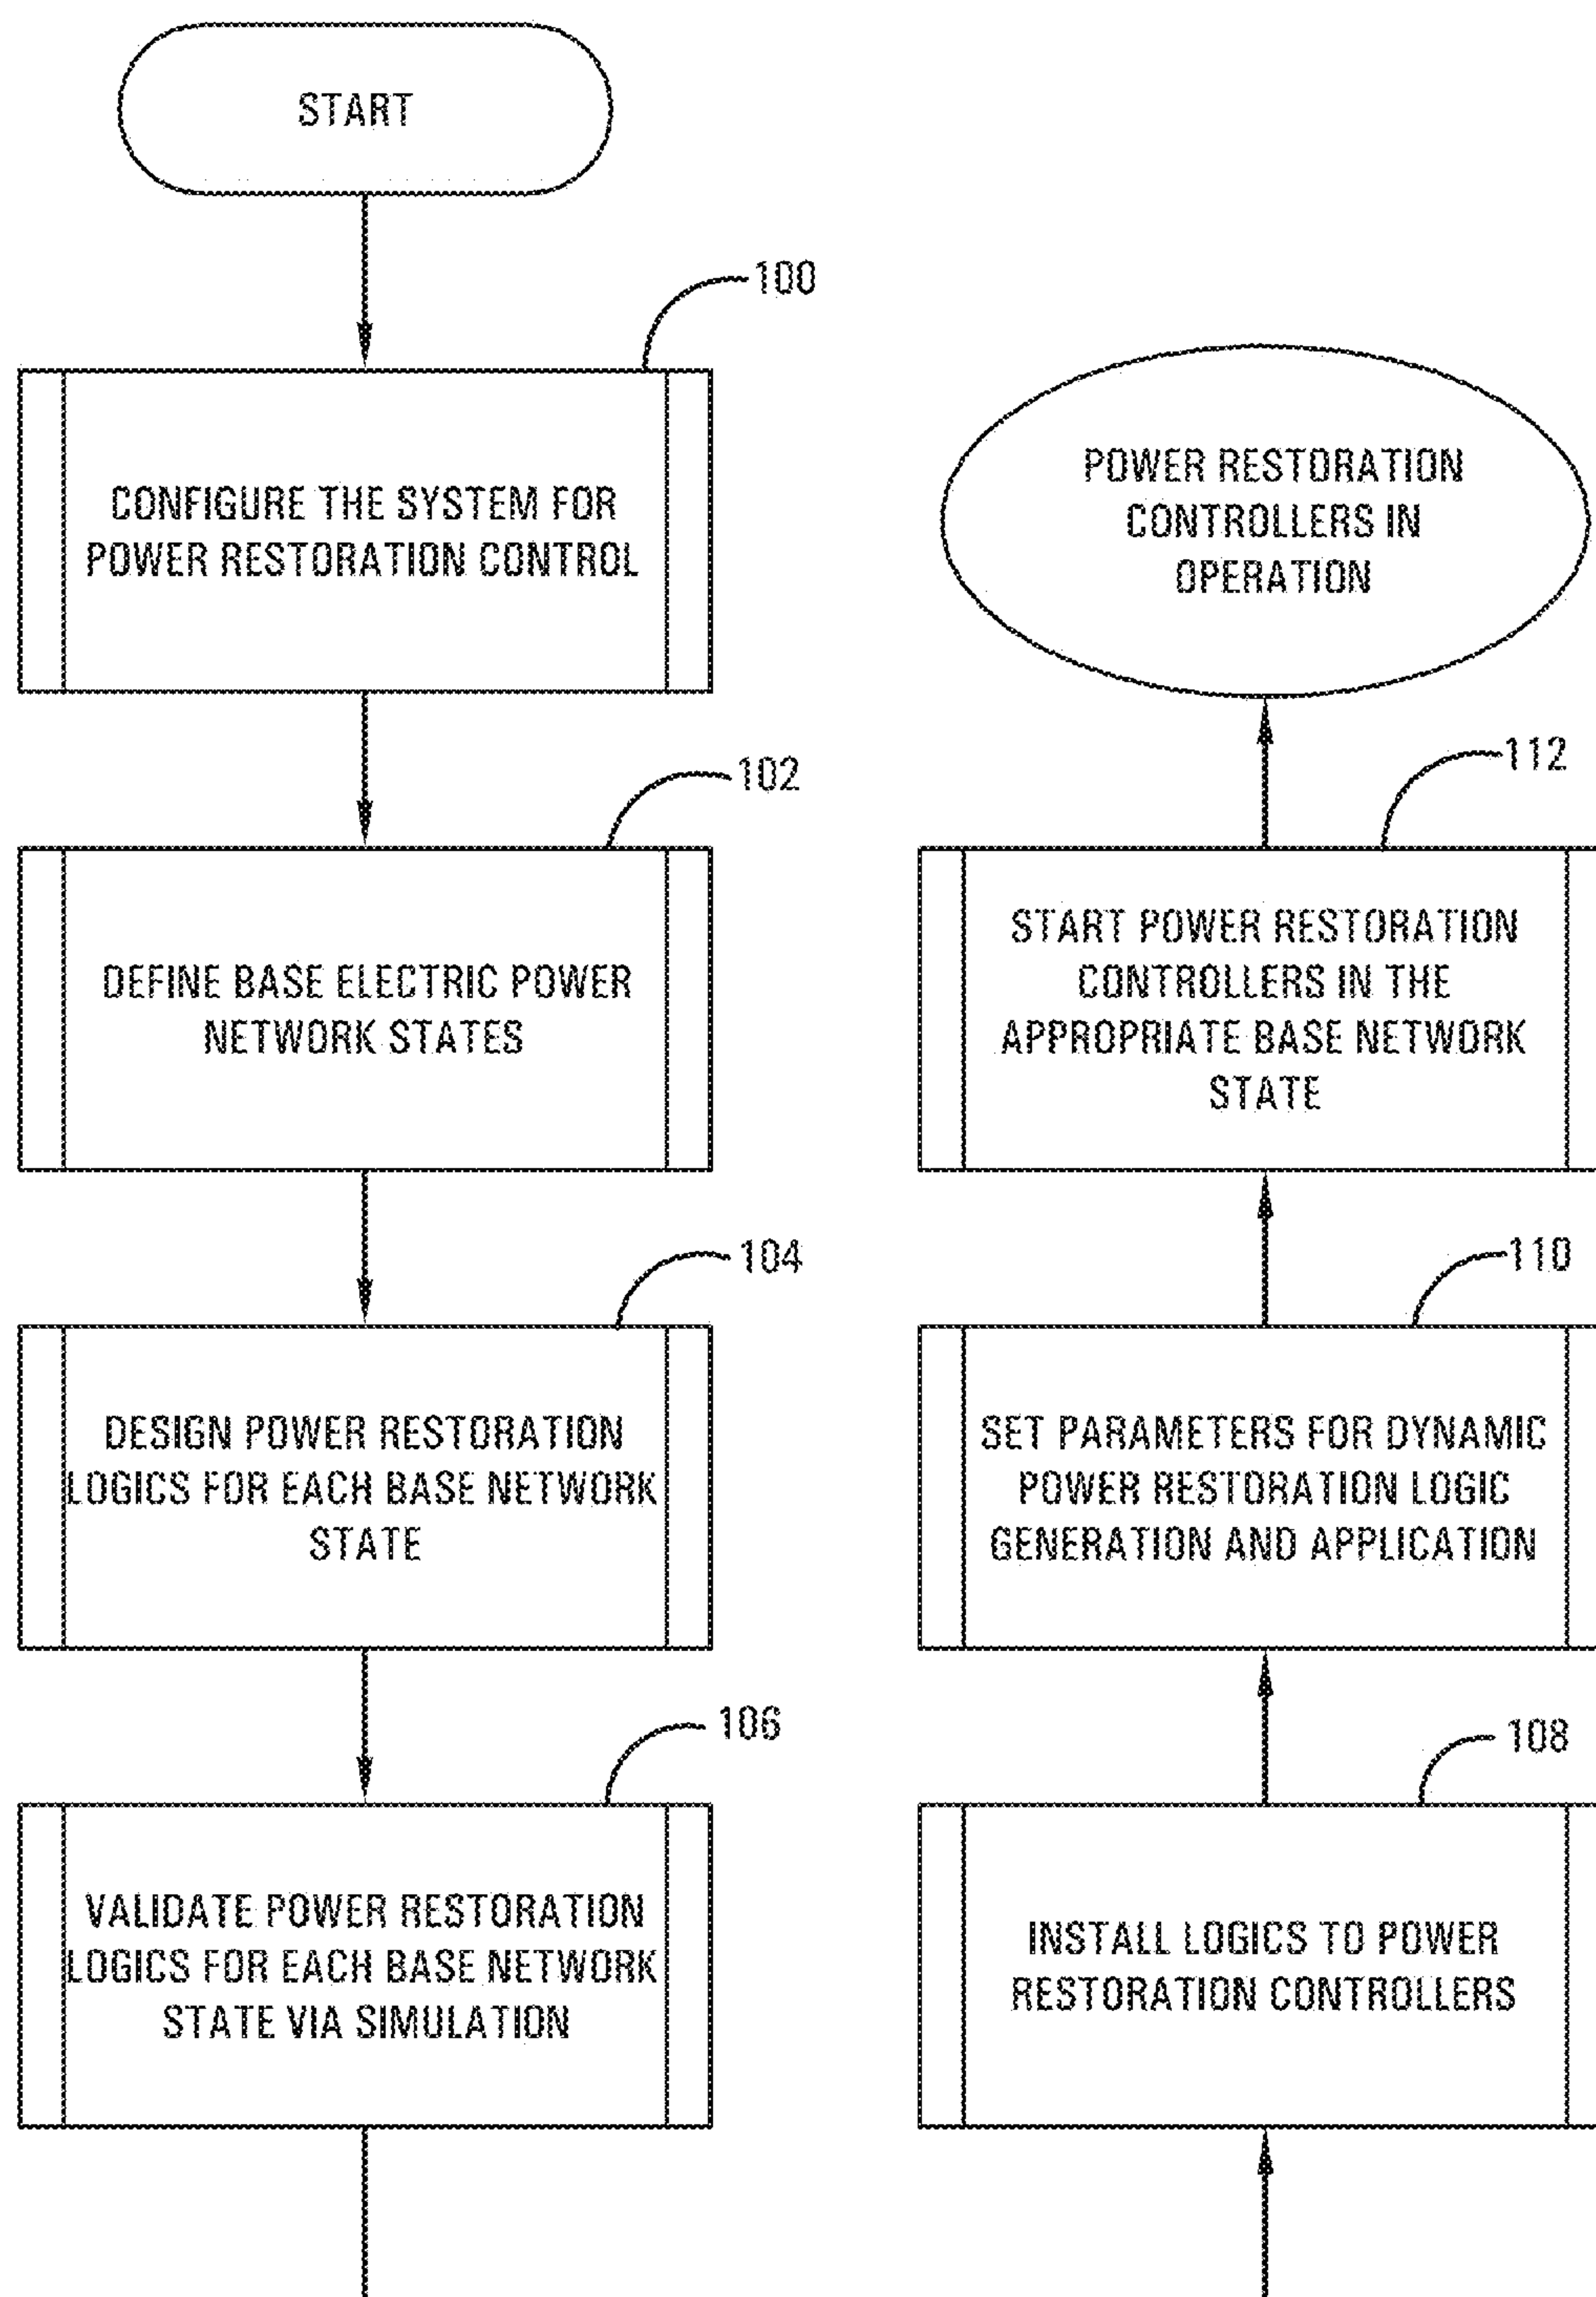 START
100
CONFIGURE THE SYSTEM FOR
POWER RESTORATION CONTROL
102
DEFINE BASE ELECTRIC POWER
NETWORK STATES
104
DESIGN POWER RESTORATION
LOGICS FOR EACH BASE NETWORK
STATE
106
VALIDATE POWER RESTORATION
LOGICS FOR EACH BASE NETWORK
STATE VIA SIMULATION
POWER RESTORATION
CONTROLLERS IN
OPERATION
112
START POWER RESTORATION
CONTROLLERS IN THE
APPROPRIATE BASE NETWORK
STATE
110
SET PARAMETERS FOR DYNAMIC
POWER RESTORATION LOGIC
GENERATION AND APPLICATION
108
INSTALL LOGICS TO POWER
RESTORATION CONTROLLERS